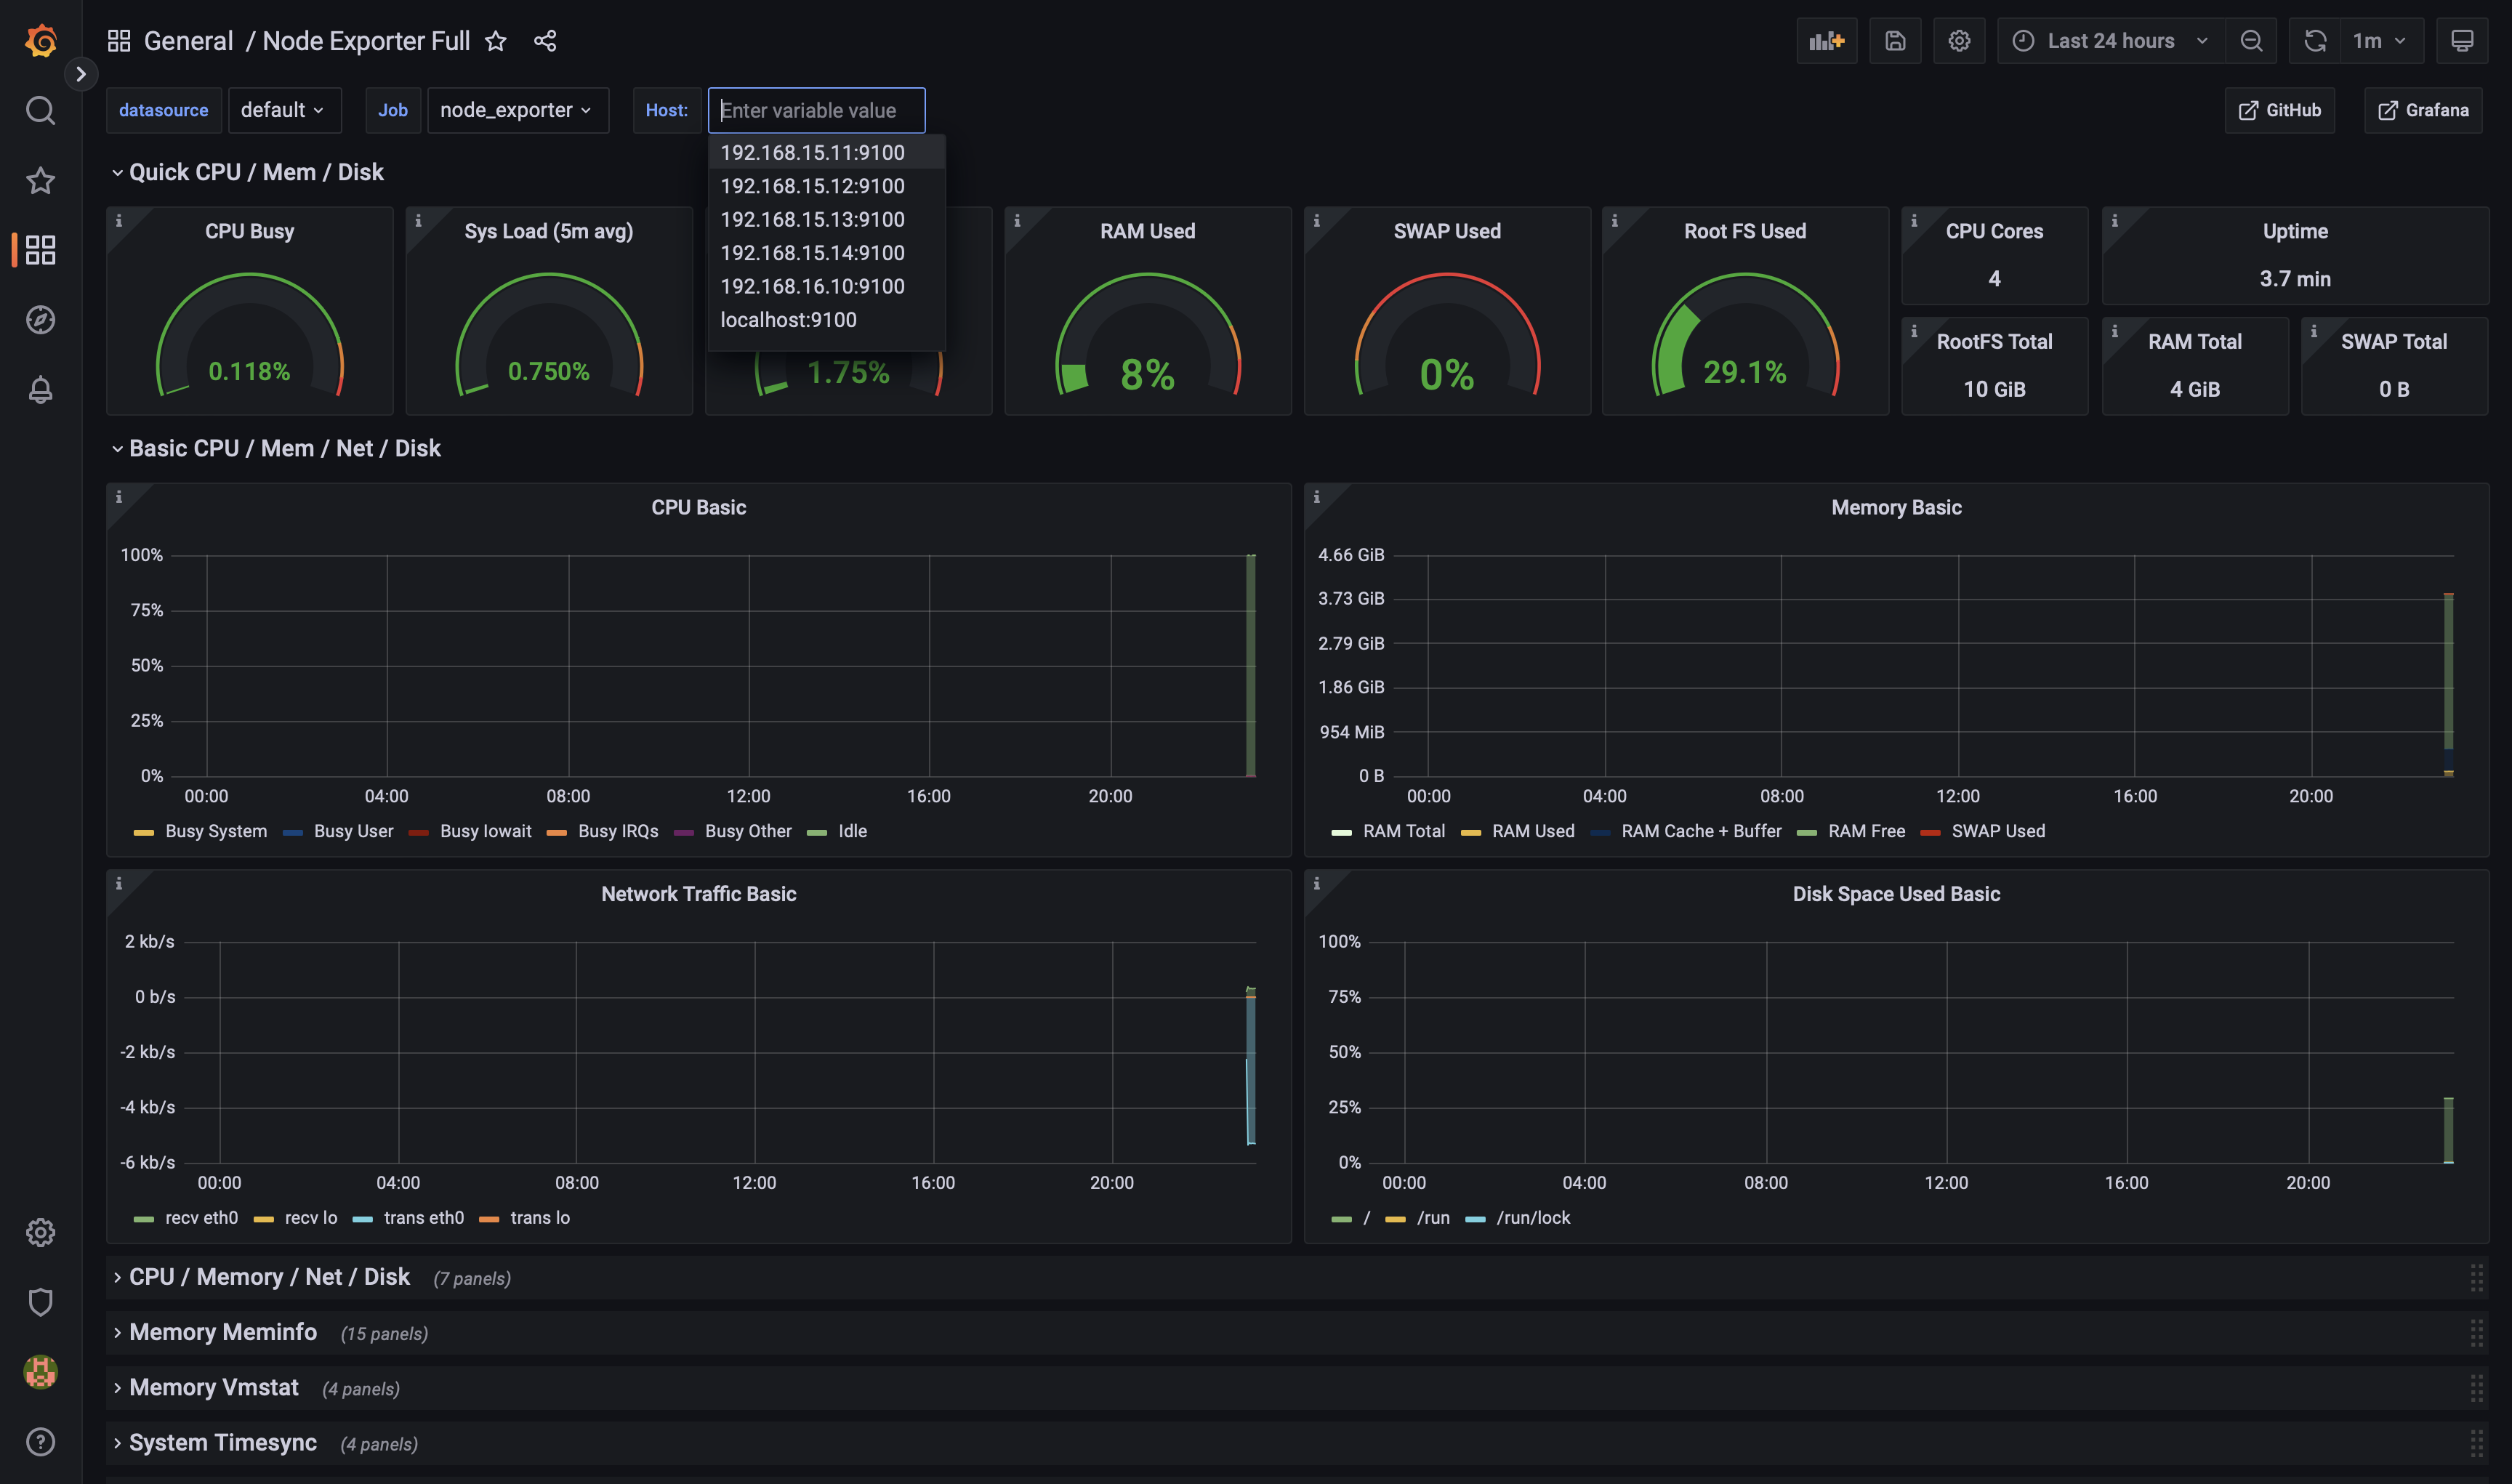 General / Node Exporter Full
Last 24 hours
1m
datasource default Job node_exporter Host: Enter variable value
GitHub Grafana
192.168.15.11:9100
192.168.15.12:9100
192.168.15.13:9100
192.168.15.14:9100
192.168.16.10:9100
localhost:9100
Quick CPU / Mem / Disk
CPU Busy
0.118%
Sys Load (5m avg)
0.750%
1.75%
RAM Used
8%
SWAP Used
0%
Root FS Used
29.1%
CPU Cores
4
Uptime
3.7 min
RootFS Total
10 GiB
RAM Total
4 GiB
SWAP Total
0 B
Basic CPU / Mem / Net / Disk
CPU Basic
100%
75%
50%
25%
0%
00:00 04:00 08:00 12:00 16:00 20:00
Busy System Busy User Busy Iowait Busy IRQs Busy Other Idle
Memory Basic
4.66 GiB
3.73 GiB
2.79 GiB
1.86 GiB
954 MiB
0 B
00:00 04:00 08:00 12:00 16:00 20:00
RAM Total RAM Used RAM Cache + Buffer RAM Free SWAP Used
Network Traffic Basic
2 kb/s
0 b/s
-2 kb/s
-4 kb/s
-6 kb/s
00:00 04:00 08:00 12:00 16:00 20:00
recv eth0 recv lo trans eth0 trans lo
Disk Space Used Basic
100%
75%
50%
25%
0%
00:00 04:00 08:00 12:00 16:00 20:00
/ /run /run/lock
CPU / Memory / Net / Disk (7 panels)
Memory Meminfo (15 panels)
Memory Vmstat (4 panels)
System Timesync (4 panels)